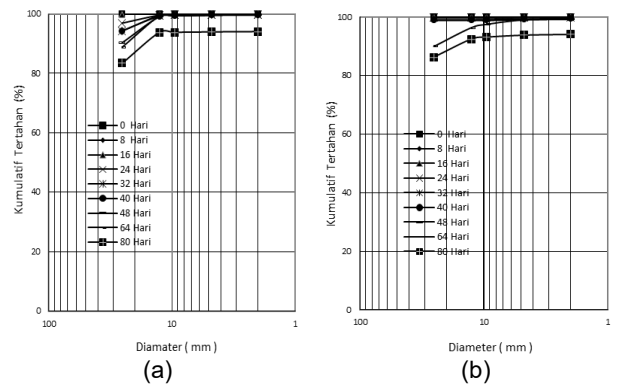 100
80
60
40
20
0
Kumulatif Tertahan (%)
0 Hari
8 Hari
16 Hari
24 Hari
32 Hari
40 Hari
48 Hari
64 Hari
80 Hari
100
10
1
Diamater ( mm )
(a)
100
80
60
40
20
0
Kumulatif Tertahan (%)
0 Hari
8 Hari
16 Hari
24 Hari
32 Hari
40 Hari
48 Hari
64 Hari
80 Hari
100
10
1
Diameter ( mm )
(b)